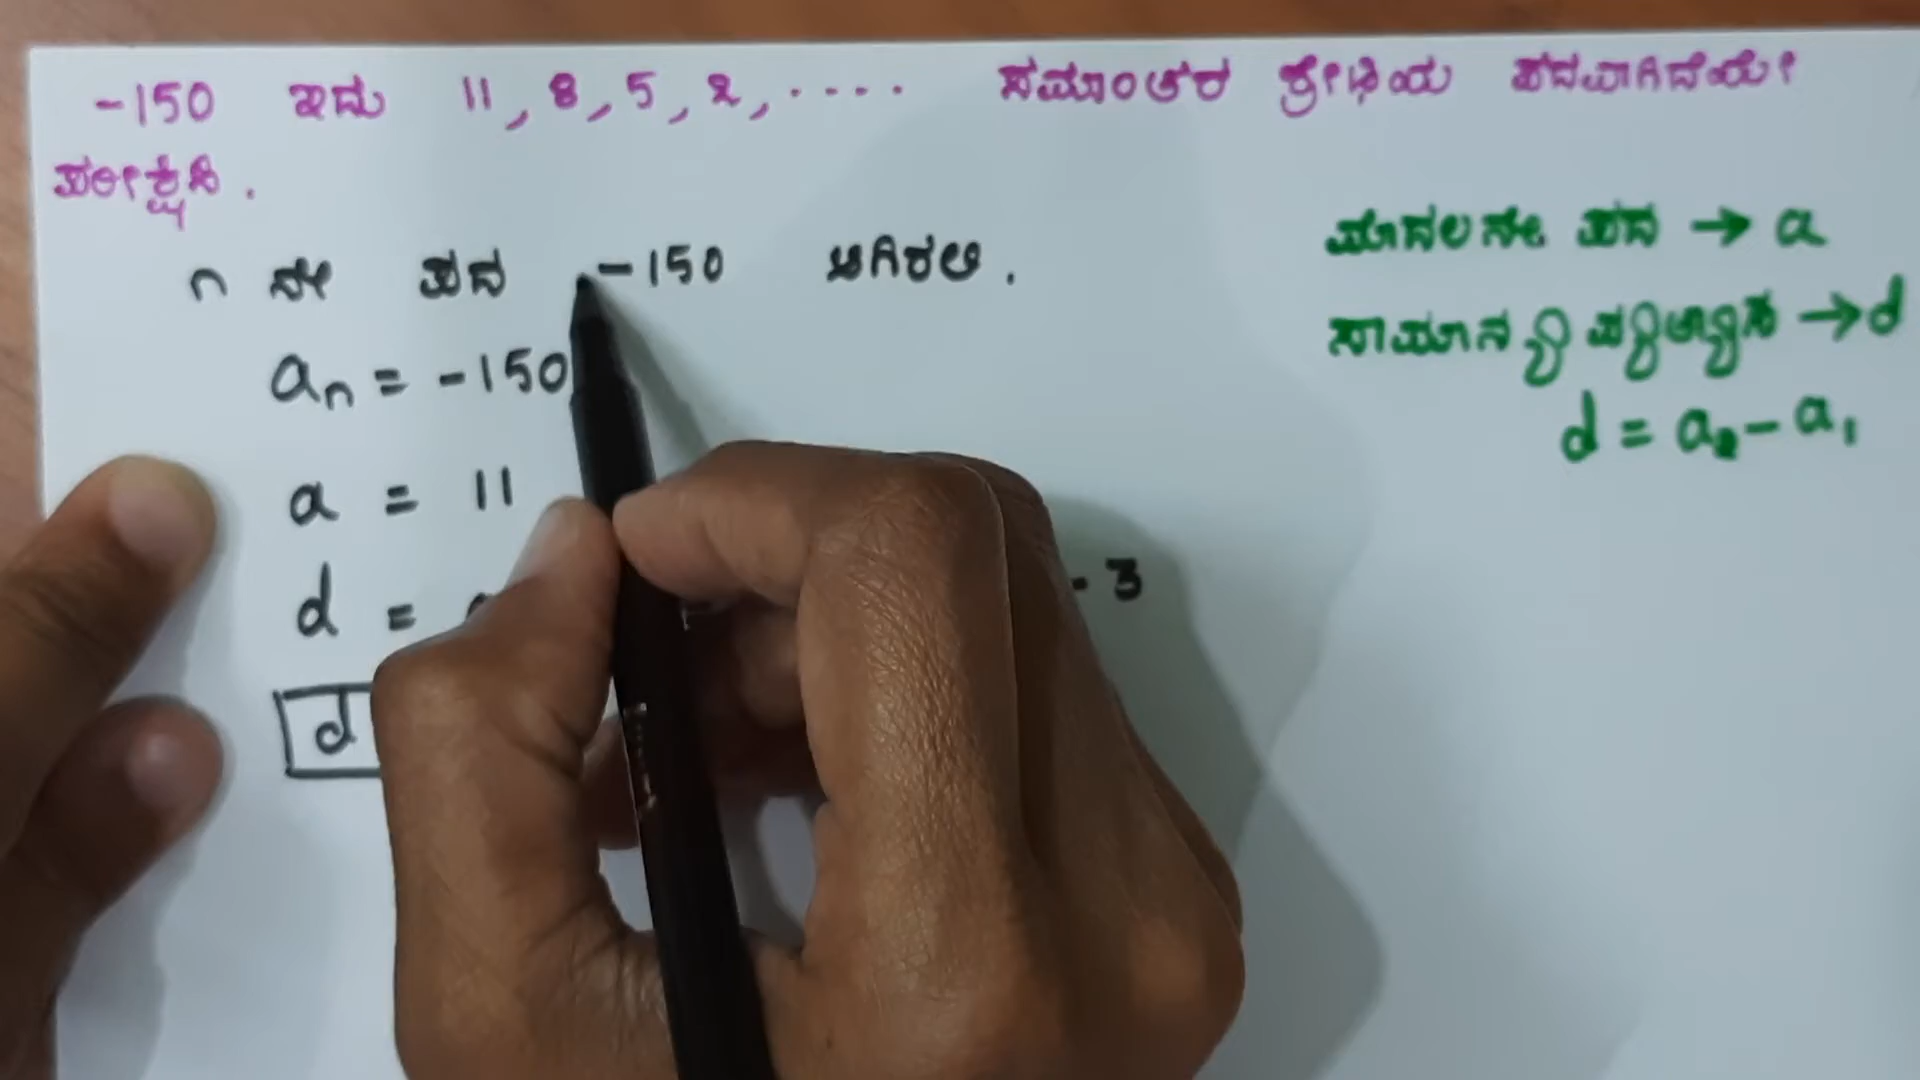 -150 ಇದು 11, 8, 5, 2, .... ಸಮಾಂತರ ಶ್ರೇಢಿಯ ಪದವಾಗಿದೆಯೇ
ಪರೀಕ್ಷಿಸಿ.
n ನೇ ಪದ -150 ಆಗಿರಲಿ.
an = -150
a = 11
d =
- 3
d
ಮೊದಲನೇ ಪದ → a
ಸಾಮಾನ್ಯ ವ್ಯತ್ಯಾಸ → d
d = a2 - a1